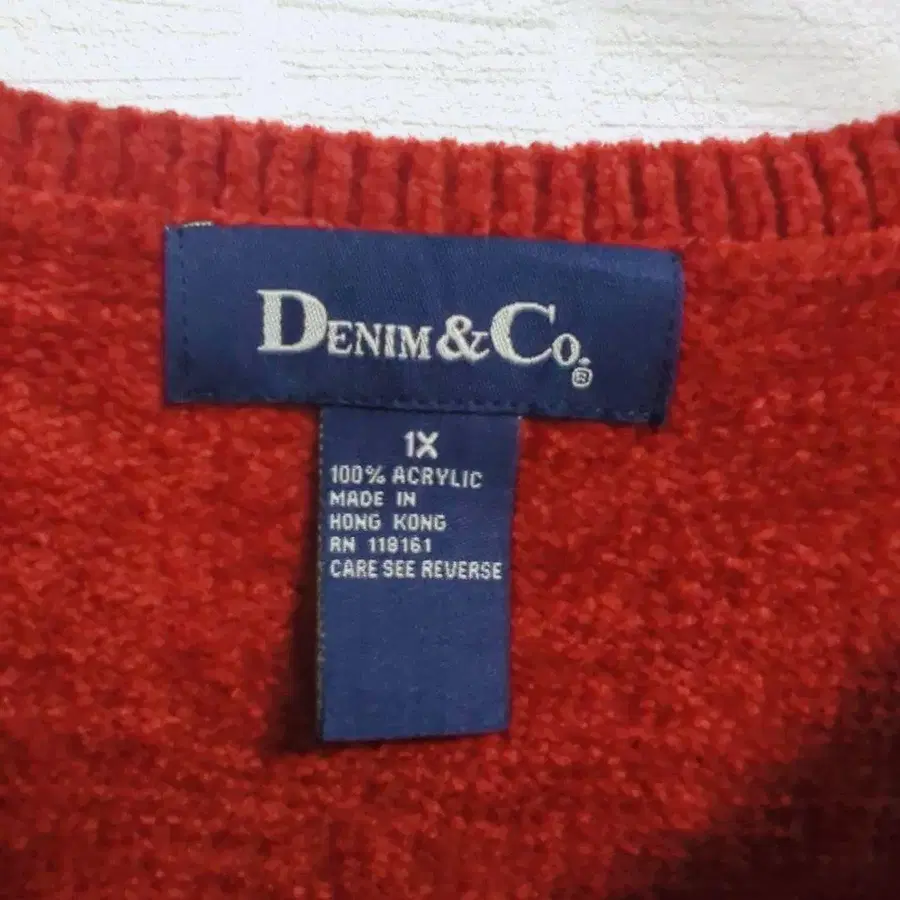 DENIM & CO.®
1X
100% ACRYLIC
MADE IN
HONG KONG
RN 118161
CARE SEE REVERSE